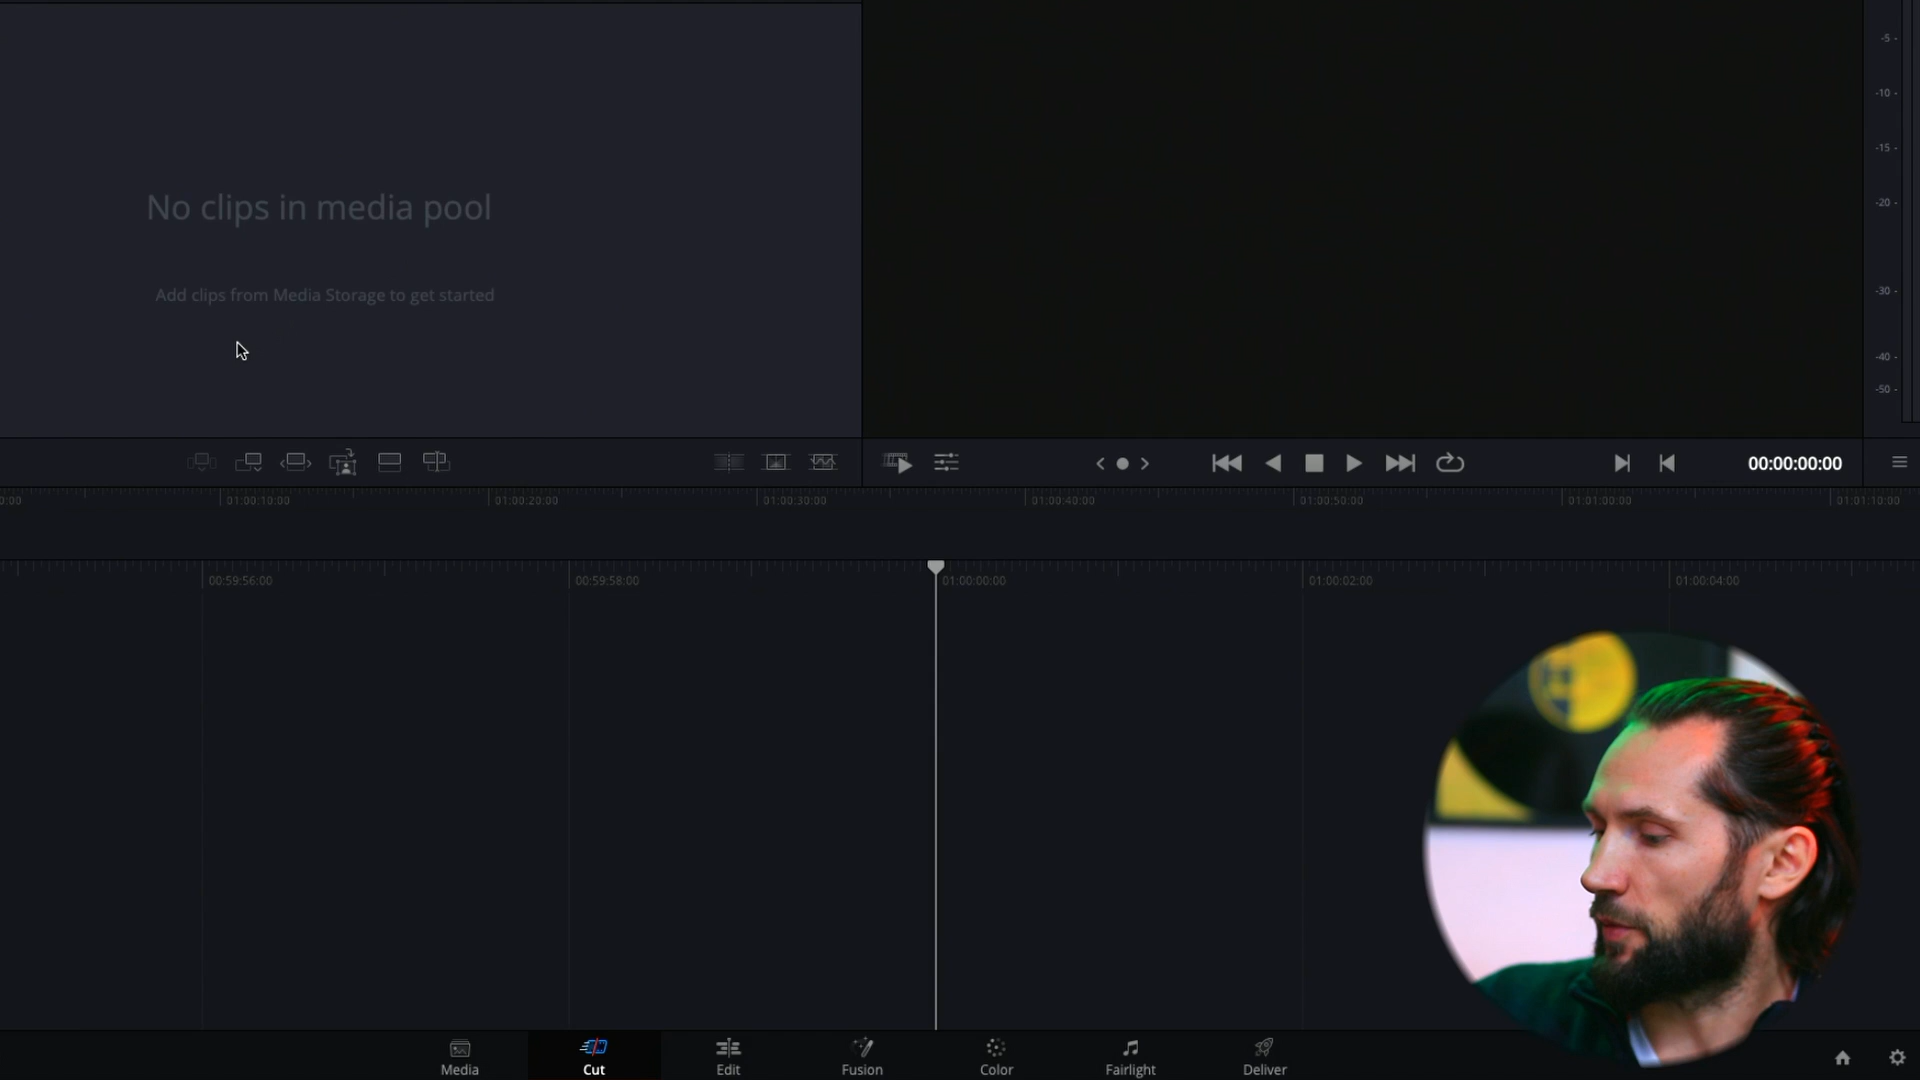 -5
-10
-15
No clips in media pool
-20
Add clips from Media Storage to get started
-30
-40
-50
00:00:00:00
0:00
01:00:10:00
01:00:20:00
01:00:30:00
01:00:40:00
01:00:50:00
01:01:00:00
01:01:10:00
00:59:56:00
00:59:58:00
01:00:00:00
01:00:02:00
01:00:04:00
Media
Cut
Edit
Fusion
Color
Fairlight
Deliver